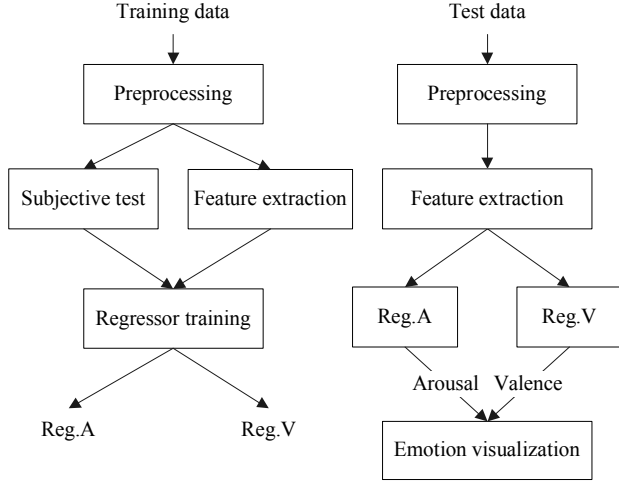 Training data
Preprocessing
Subjective test
Feature extraction
Regressor training
Reg.A
Reg.V
Test data
Preprocessing
Feature extraction
Reg.A
Reg.V
Arousal
Valence
Emotion visualization